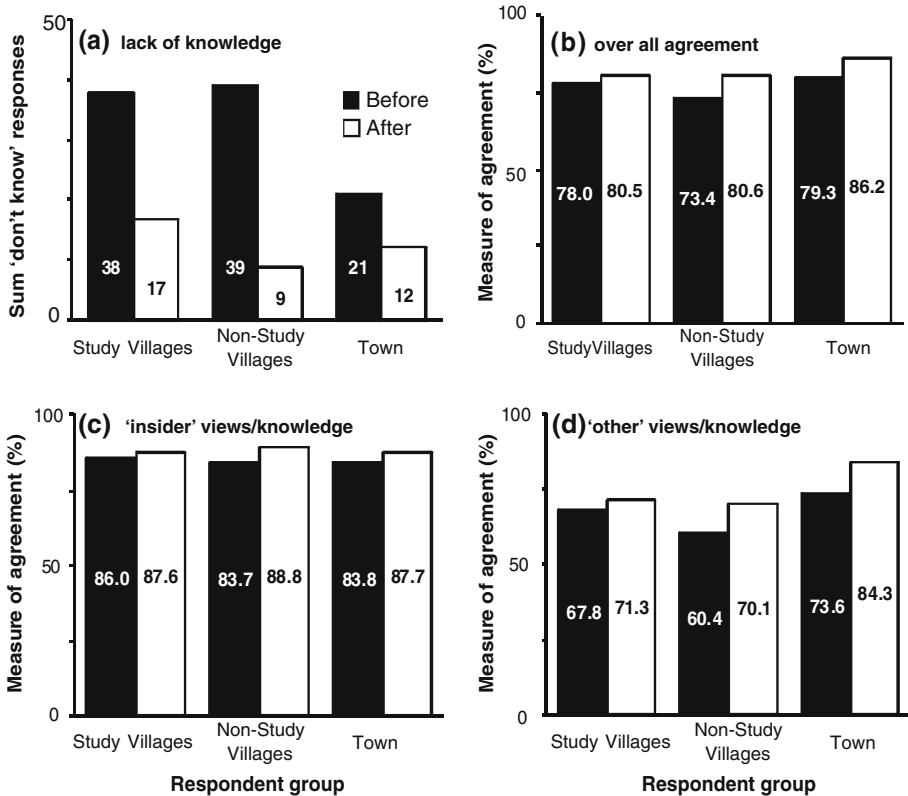 (a) lack of knowledge
50
0
Sum ‘don’t know’ responses
Before
After
38
17
39
9
21
12
Study Villages
Non-Study
Villages
Town
(b) over all agreement
100
50
0
Measure of agreement (%)
78.0
80.5
73.4
80.6
79.3
86.2
StudyVillages
Non-Study
Villages
Town
(c) ‘insider’ views/knowledge
100
50
0
Measure of agreement (%)
86.0
87.6
83.7
88.8
83.8
87.7
Study Villages
Non-Study
Villages
Town
Respondent group
(d) ‘other’ views/knowledge
100
50
0
Measure of agreement (%)
67.8
71.3
60.4
70.1
73.6
84.3
Study Villages
Non-Study
Villages
Town
Respondent group